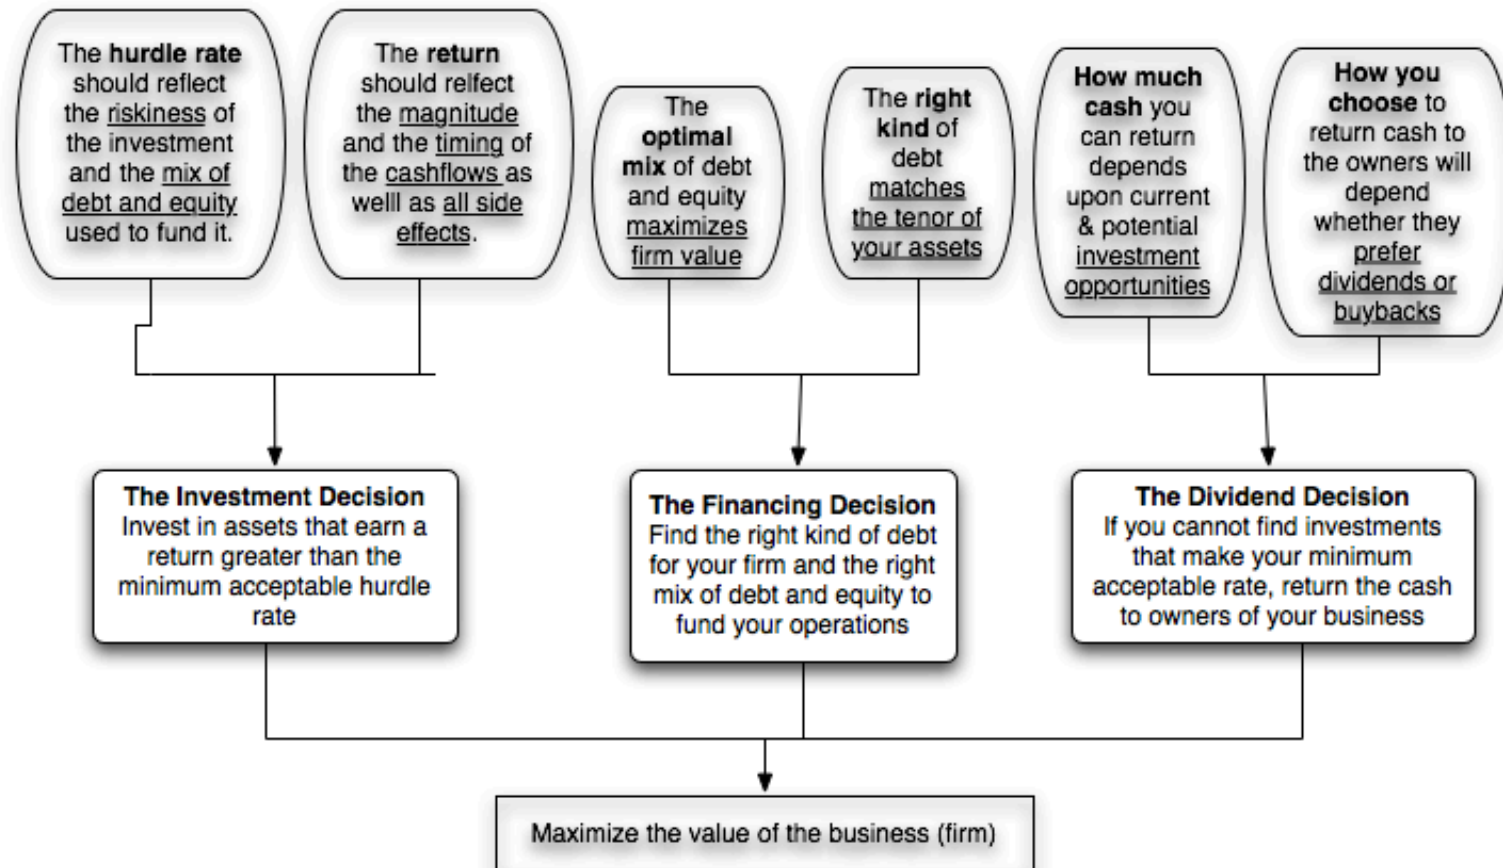 The hurdle rate
should reflect
the riskiness of
the investment
and the mix of
debt and equity
used to fund it.
The return
should relfect
the magnitude
and the timing of
the cashflows as
welll as all side
effects.
The
optimal
mix of debt
and equity
maximizes
firm value
The right
kind of
debt
matches
the tenor of
your assets
How much
cash you
can return
depends
upon current
& potential
investment
opportunities
How you
choose to
return cash to
the owners will
depend
whether they
prefer
dividends or
buybacks
The Investment Decision
Invest in assets that earn a
return greater than the
minimum acceptable hurdle
rate
The Financing Decision
Find the right kind of debt
for your firm and the right
mix of debt and equity to
fund your operations
The Dividend Decision
If you cannot find investments
that make your minimum
acceptable rate, return the cash
to owners of your business
Maximize the value of the business (firm)